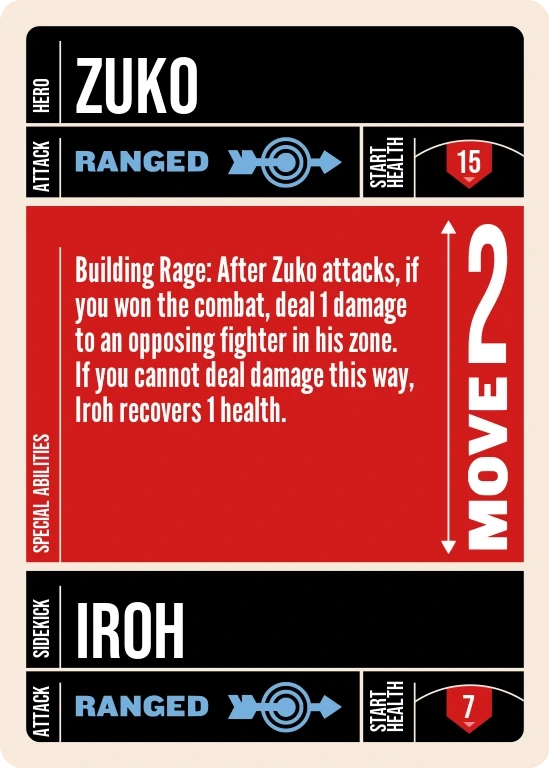 HERO
ZUKO
ATTACK
RANGED
START
HEALTH
15
SPECIAL ABILITIES
Building Rage: After Zuko attacks, if
you won the combat, deal 1 damage
to an opposing fighter in his zone.
If you cannot deal damage this way,
Iroh recovers 1 health.
MOVE 2
SIDEKICK
IROH
ATTACK
RANGED
START
HEALTH
7